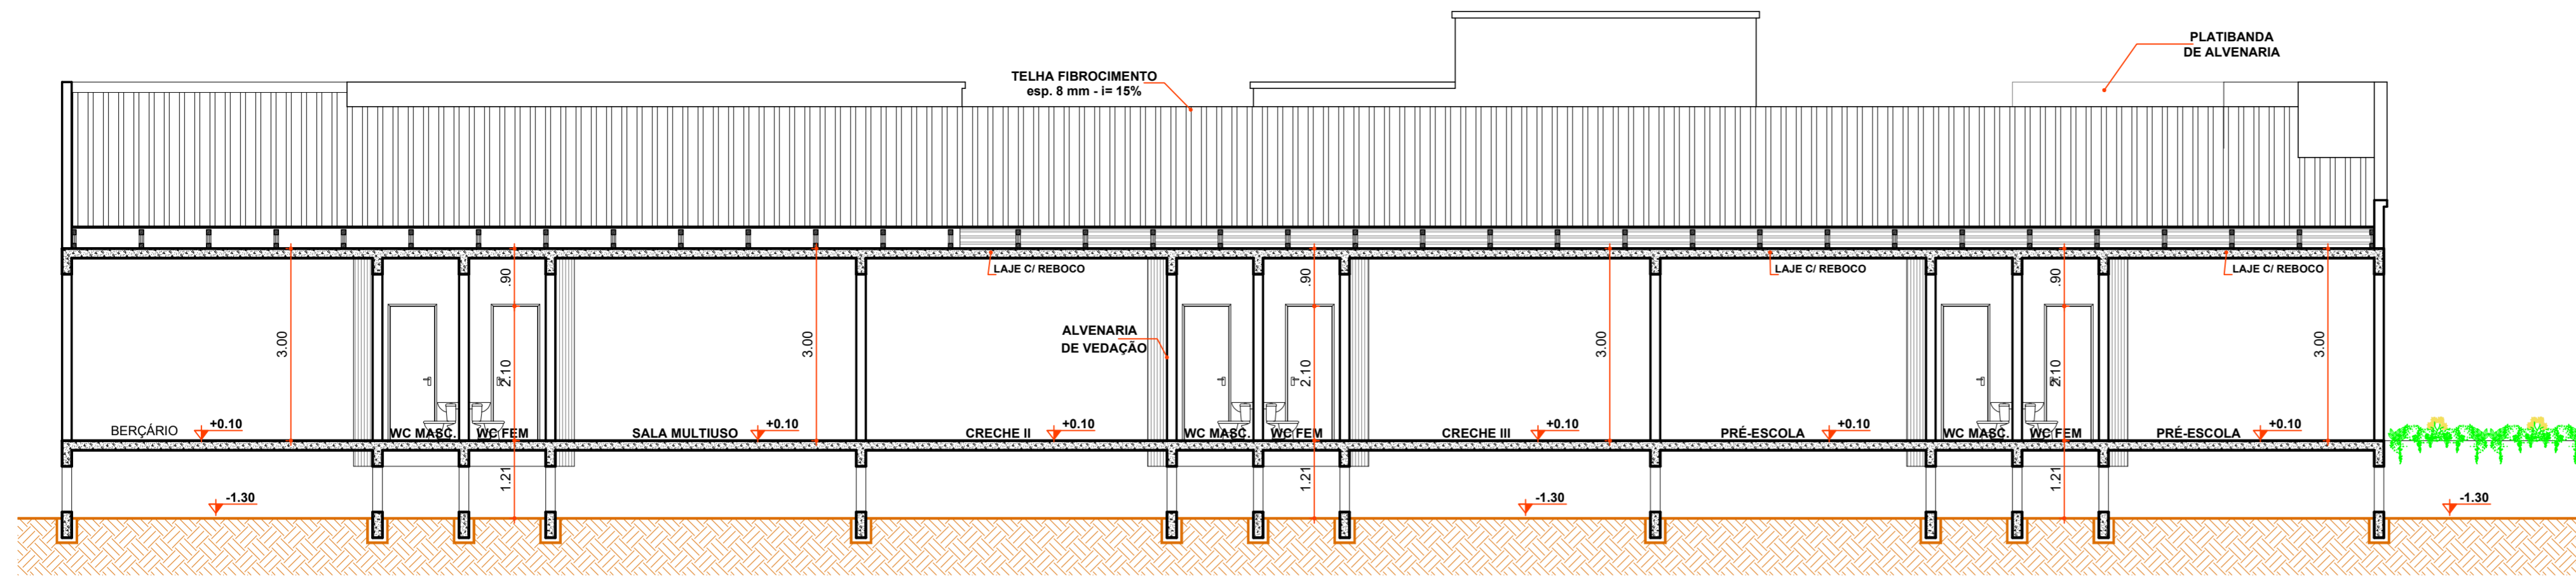 PLATIBANDA
DE ALVENARIA
TELHA FIBROCIMENTO
esp. 8 mm - i= 15%
LAJE C/ REBOCO
LAJE C/ REBOCO
LAJE C/ REBOCO
.90
.90
.90
ALVENARIA
DE VEDAÇÃO
3.00
3.00
3.00
3.00
2.10
2.10
2.10
BERÇÁRIO
+0.10
WC MASC.
WC FEM
SALA MULTIUSO
+0.10
CRECHE II
+0.10
WC MASC.
WC FEM
CRECHE III
+0.10
PRÉ-ESCOLA
+0.10
WC MASC.
WC FEM
PRÉ-ESCOLA
+0.10
1.21
1.21
1.21
-1.30
-1.30
-1.30